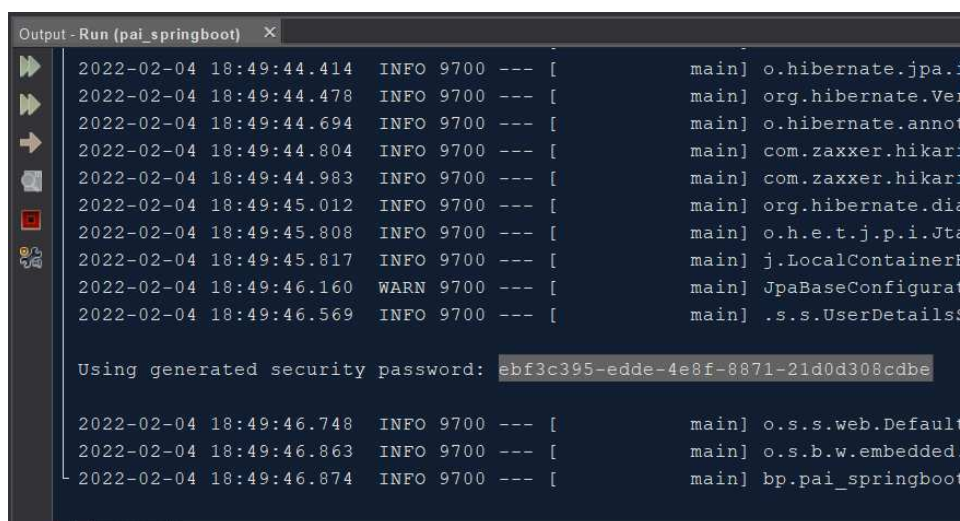 Output - Run (pai_springboot) ×
2022-02-04 18:49:44.414 INFO 9700 --- [ main] o.hibernate.jpa.i
2022-02-04 18:49:44.478 INFO 9700 --- [ main] org.hibernate.Ver
2022-02-04 18:49:44.694 INFO 9700 --- [ main] o.hibernate.annot
2022-02-04 18:49:44.804 INFO 9700 --- [ main] com.zaxxer.hikari
2022-02-04 18:49:44.983 INFO 9700 --- [ main] com.zaxxer.hikari
2022-02-04 18:49:45.012 INFO 9700 --- [ main] org.hibernate.dia
2022-02-04 18:49:45.808 INFO 9700 --- [ main] o.h.e.t.j.p.i.Jta
2022-02-04 18:49:45.817 INFO 9700 --- [ main] j.LocalContainerE
2022-02-04 18:49:46.160 WARN 9700 --- [ main] JpaBaseConfigurat
2022-02-04 18:49:46.569 INFO 9700 --- [ main] .s.s.UserDetailsS
Using generated security password: ebf3c395-edde-4e8f-8871-21d0d308cdbe
2022-02-04 18:49:46.748 INFO 9700 --- [ main] o.s.s.web.Default
2022-02-04 18:49:46.863 INFO 9700 --- [ main] o.s.b.w.embedded.
2022-02-04 18:49:46.874 INFO 9700 --- [ main] bp.pai_springboot